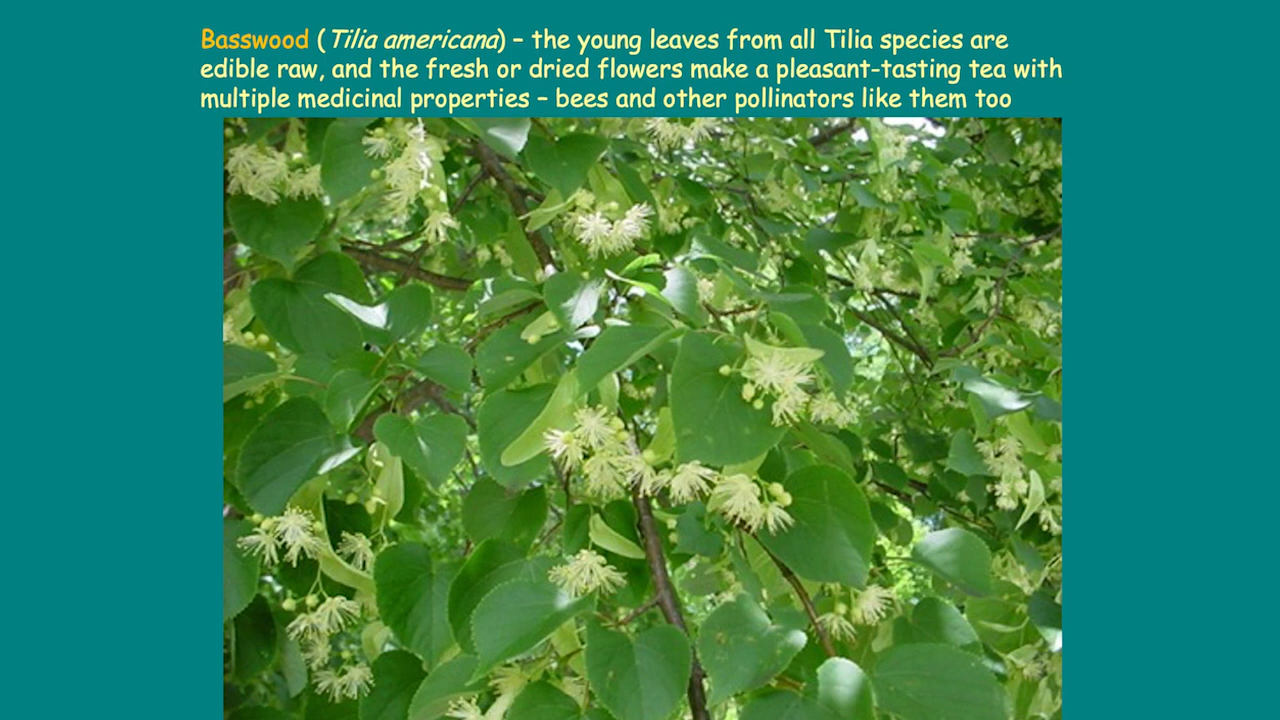 Basswood (Tilia americana) – the young leaves from all Tilia species are
edible raw, and the fresh or dried flowers make a pleasant-tasting tea with
multiple medicinal properties – bees and other pollinators like them too